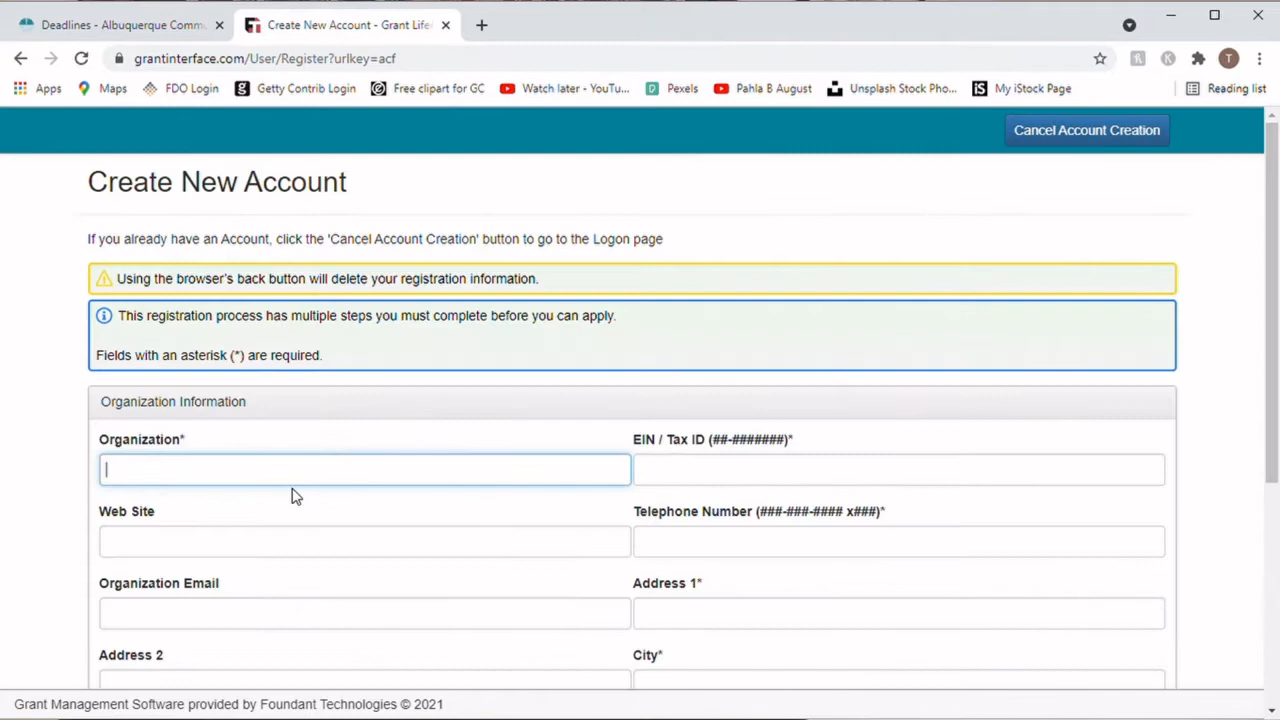 Deadlines - Albuquerque Commu
Create New Account - Grant Life
grantinterface.com/User/Register?urlkey=acf
Apps Maps FDO Login Getty Contrib Login Free clipart for GC Watch later - YouTu... Pexels Pahla B August Unsplash Stock Pho... My iStock Page Reading list
Cancel Account Creation
Create New Account
If you already have an Account, click the 'Cancel Account Creation' button to go to the Logon page
Using the browser's back button will delete your registration information.
This registration process has multiple steps you must complete before you can apply.
Fields with an asterisk (*) are required.
Organization Information
Organization* EIN / Tax ID (##-#######)*
Web Site Telephone Number (###-###-#### x###)*
Organization Email Address 1*
Address 2 City*
Grant Management Software provided by Foundant Technologies © 2021